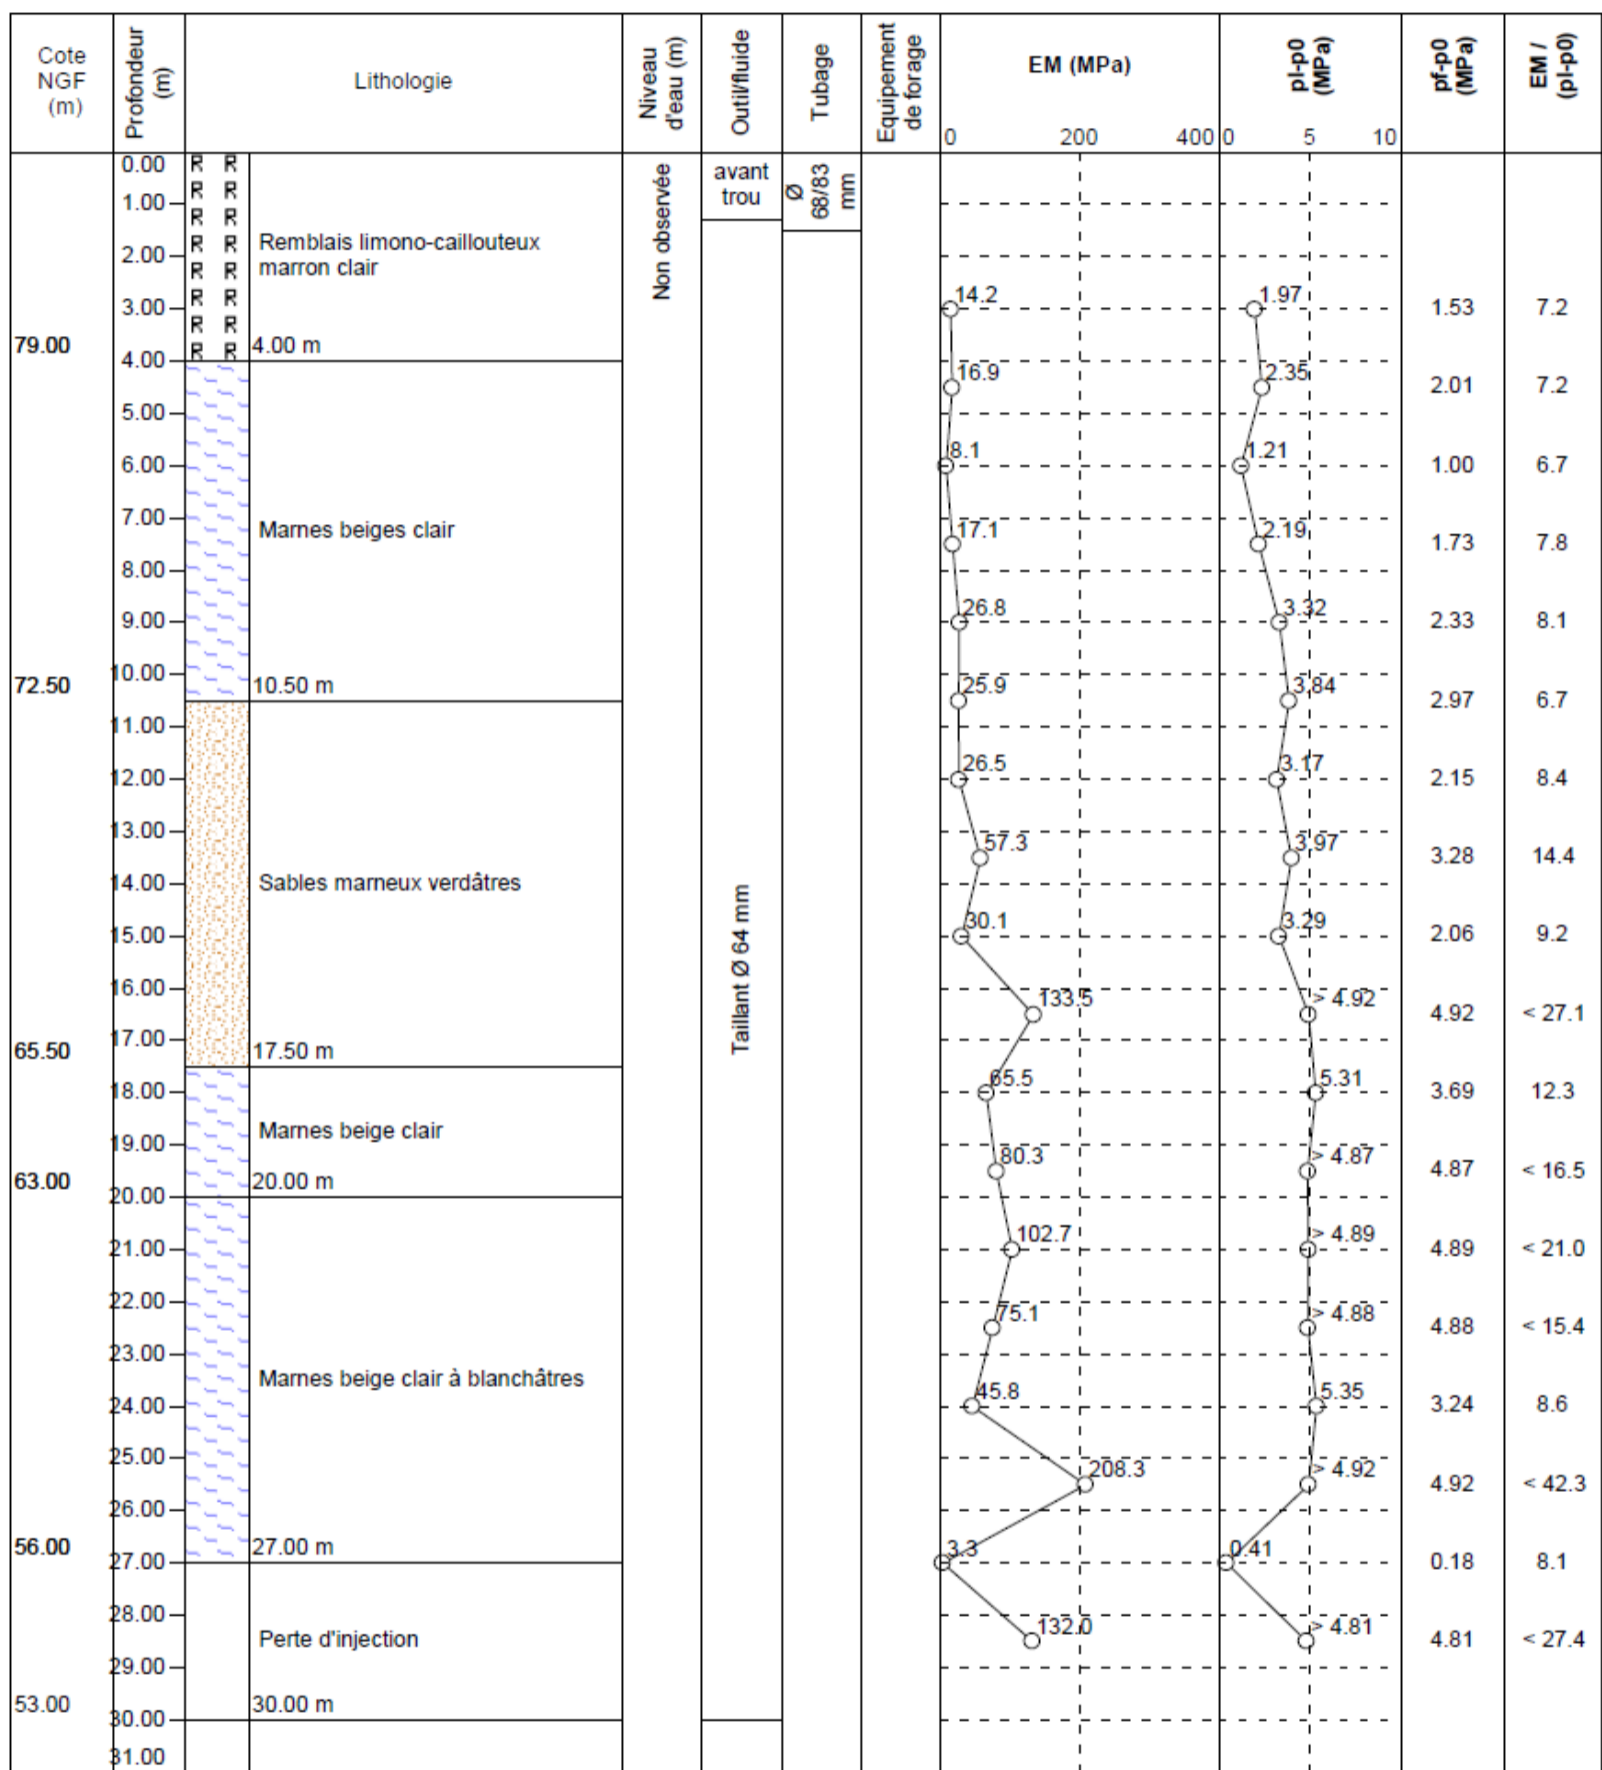 Cote
NGF
(m)
Profondeur
(m)
Lithologie
Niveau
d'eau (m)
Outil/fluide
Tubage
Equipement
de forage
EM (MPa)
0 200 400
pl-p0
(MPa)
0 5 10
pf-p0
(MPa)
EM /
(pl-p0)
0.00
R R
avant
trou
Ø
68/83
mm
Non observée
R R
1.00
R R
Remblais limono-caillouteux
marron clair
R R
2.00
R R
R R
3.00
14.2 1.97 1.53 7.2
R R
79.00
R R
4.00 m
4.00
16.9 2.35 2.01 7.2
5.00
6.00
8.1 1.21 1.00 6.7
7.00
Marnes beiges clair
17.1 2.19 1.73 7.8
8.00
9.00
26.8 3.32 2.33 8.1
10.00
72.50
10.50 m
25.9 3.84 2.97 6.7
11.00
12.00
26.5 3.17 2.15 8.4
13.00
57.3 3.97 3.28 14.4
14.00
Sables marneux verdâtres
Taillant Ø 64 mm
15.00
30.1 3.29 2.06 9.2
16.00
133.5 > 4.92 4.92 < 27.1
17.00
65.50
17.50 m
18.00
65.5 5.31 3.69 12.3
Marnes beige clair
19.00
80.3 > 4.87 4.87 < 16.5
63.00
20.00 m
20.00
21.00
102.7 > 4.89 4.89 < 21.0
22.00
75.1 > 4.88 4.88 < 15.4
23.00
Marnes beige clair à blanchâtres
24.00
45.8 5.35 3.24 8.6
25.00
208.3 > 4.92 4.92 < 42.3
26.00
56.00
27.00 m
27.00
3.3 0.41 0.18 8.1
28.00
Perte d'injection
132.0 > 4.81 4.81 < 27.4
29.00
53.00
30.00 m
30.00
31.00